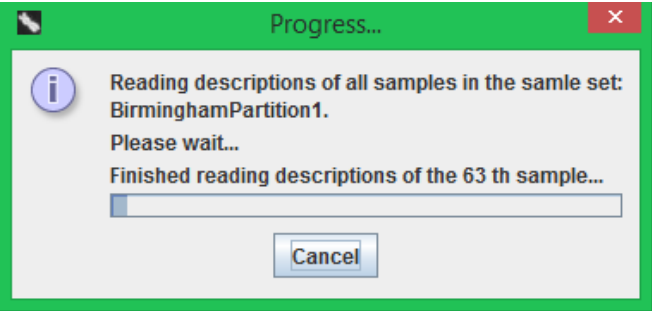 Progress...
Reading descriptions of all samples in the samle set:
BirminghamPartition1.
Please wait...
Finished reading descriptions of the 63 th sample...
Cancel